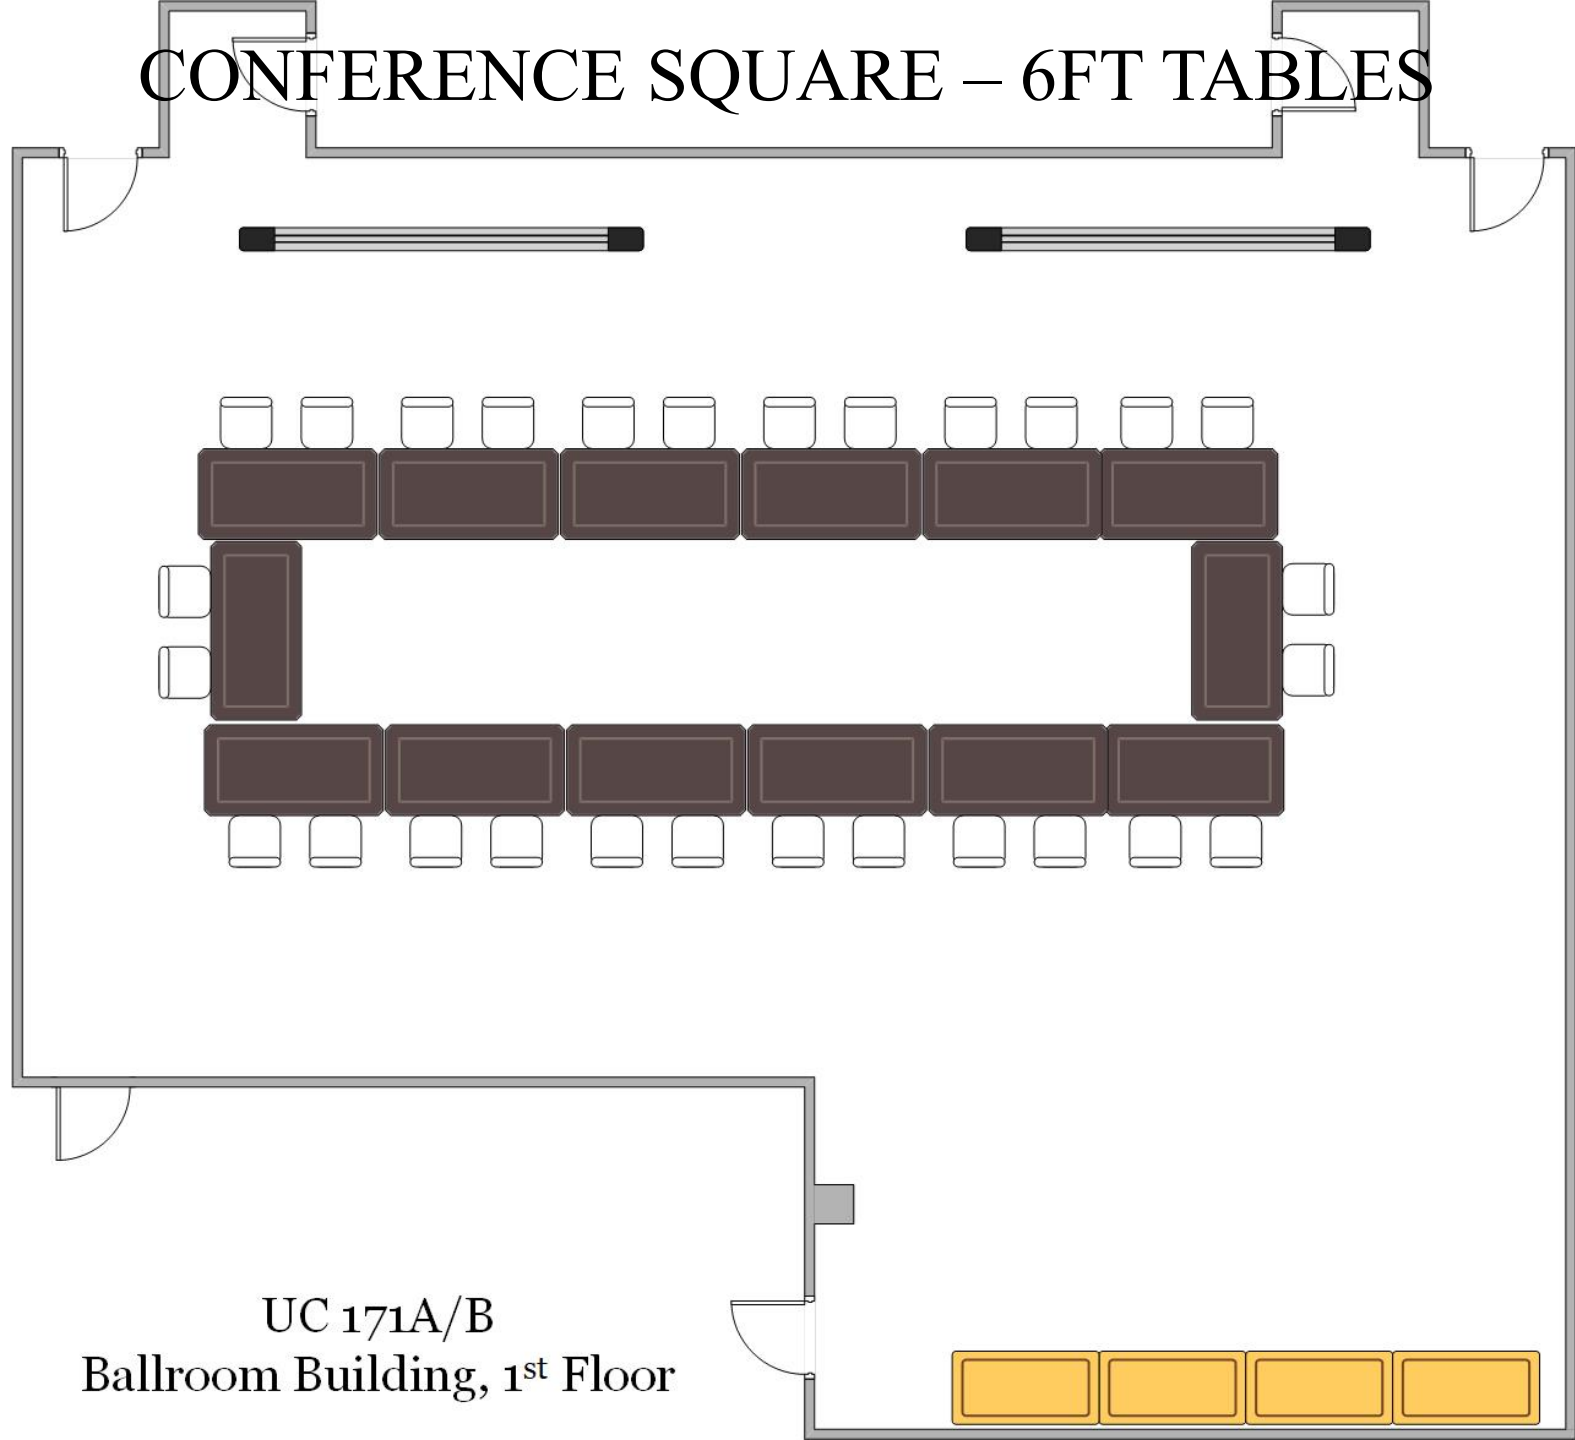 CONFERENCE SQUARE – 6FT TABLES
UC 171A/B
Ballroom Building, 1st Floor